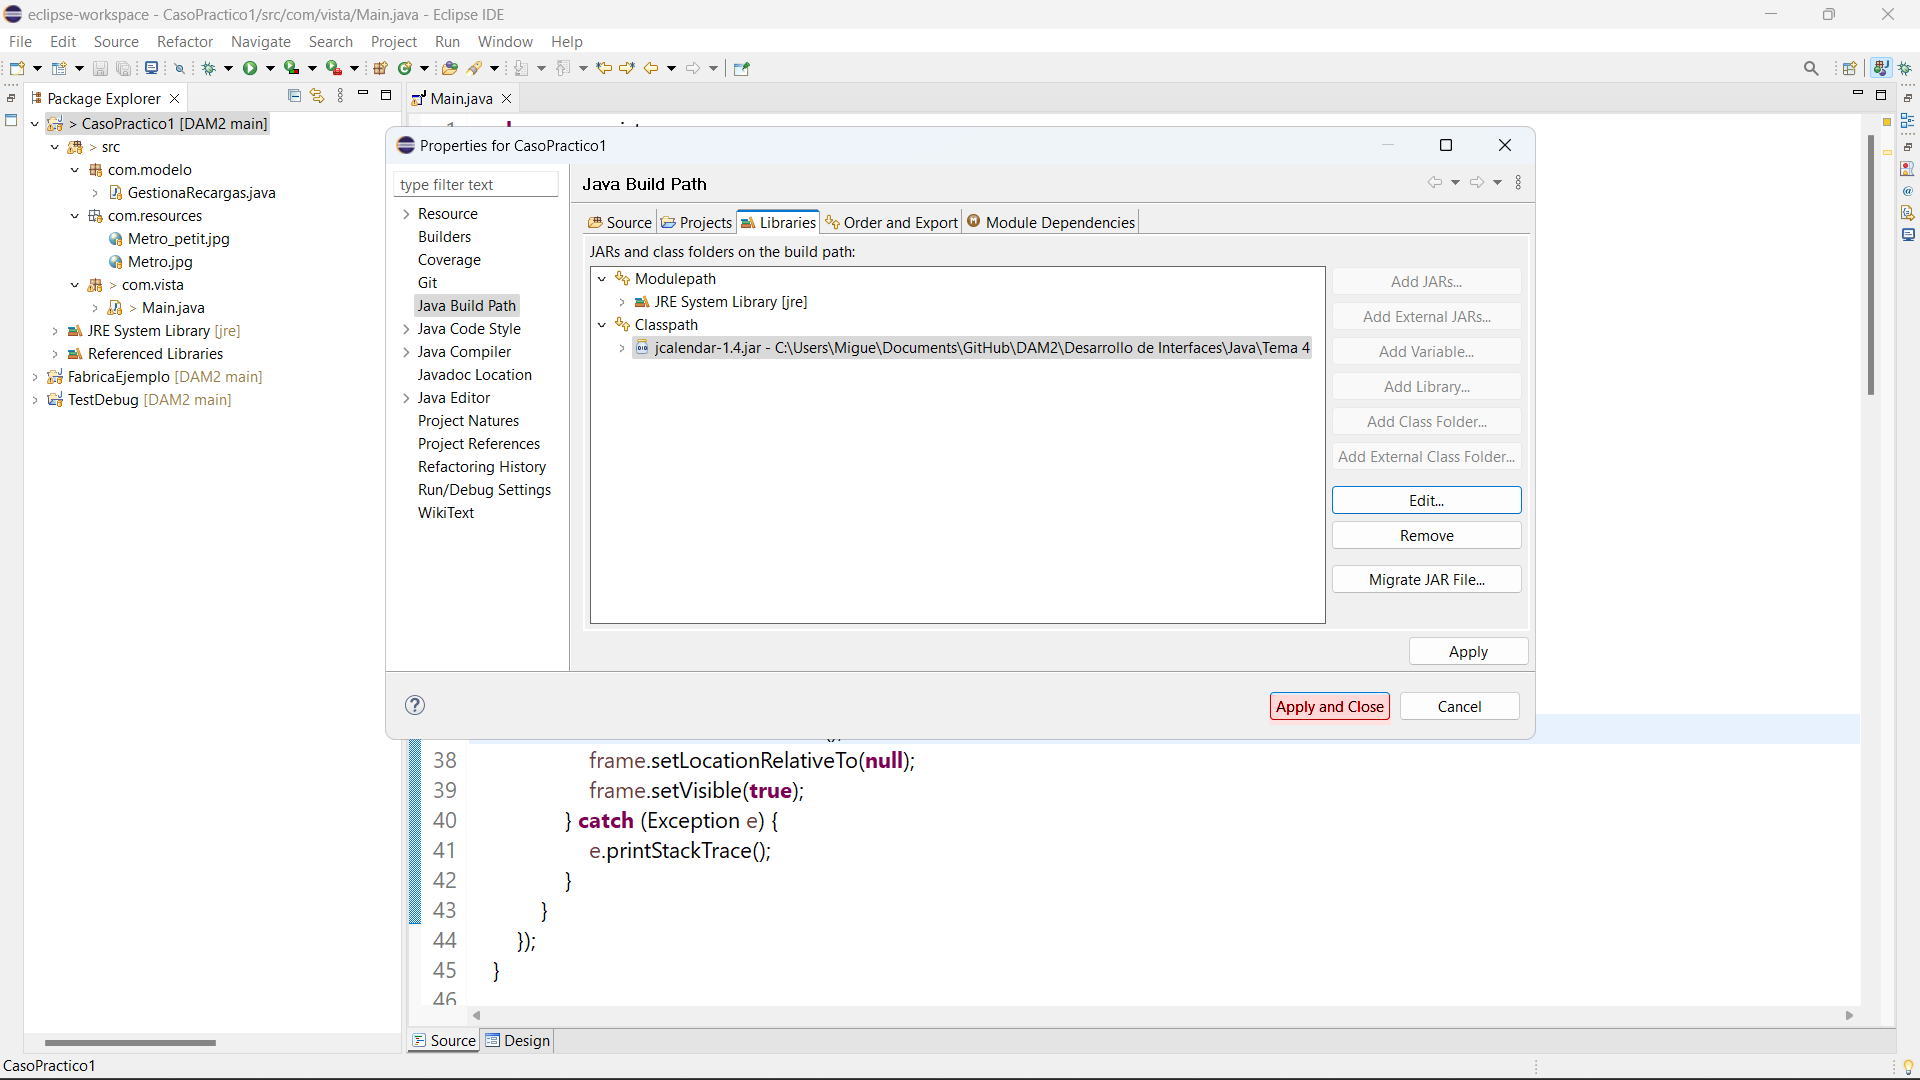 eclipse-workspace - CasoPractico1/src/com/vista/Main.java - Eclipse IDE
File Edit Source Refactor Navigate Search Project Run Window Help
Package Explorer
Main.java
> CasoPractico1 [DAM2 main]
> src
com.modelo
GestionaRecargas.java
com.resources
Metro_petit.jpg
Metro.jpg
> com.vista
> Main.java
JRE System Library [jre]
Referenced Libraries
FabricaEjemplo [DAM2 main]
TestDebug [DAM2 main]
Properties for CasoPractico1
type filter text
Resource
Builders
Coverage
Git
Java Build Path
Java Code Style
Java Compiler
Javadoc Location
Java Editor
Project Natures
Project References
Refactoring History
Run/Debug Settings
WikiText
Java Build Path
Source Projects Libraries Order and Export Module Dependencies
JARs and class folders on the build path:
Modulepath
JRE System Library [jre]
Classpath
jcalendar-1.4.jar - C:\Users\Migue\Documents\GitHub\DAM2\Desarrollo de Interfaces\Java\Tema 4
Add JARs...
Add External JARs...
Add Variable...
Add Library...
Add Class Folder...
Add External Class Folder...
Edit...
Remove
Migrate JAR File...
Apply
Apply and Close
Cancel
38 frame.setLocationRelativeTo(null);
39 frame.setVisible(true);
40 } catch (Exception e) {
41 e.printStackTrace();
42 }
43 }
44 });
45 }
46
Source Design
CasoPractico1